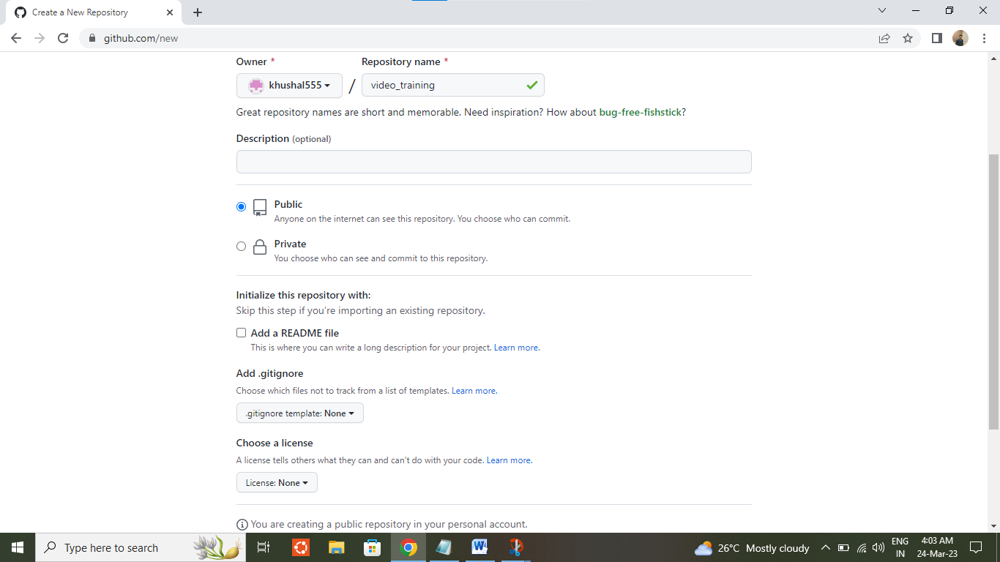 Create a New Repository
github.com/new
Owner * Repository name *
khushal555 / video_training
Great repository names are short and memorable. Need inspiration? How about bug-free-fishstick?
Description (optional)
Public
Anyone on the internet can see this repository. You choose who can commit.
Private
You choose who can see and commit to this repository.
Initialize this repository with:
Skip this step if you're importing an existing repository.
Add a README file
This is where you can write a long description for your project. Learn more.
Add .gitignore
Choose which files not to track from a list of templates. Learn more.
.gitignore template: None
Choose a license
A license tells others what they can and can't do with your code. Learn more.
License: None
You are creating a public repository in your personal account.
Type here to search
26°C Mostly cloudy
ENG
IN
4:03 AM
24-Mar-23